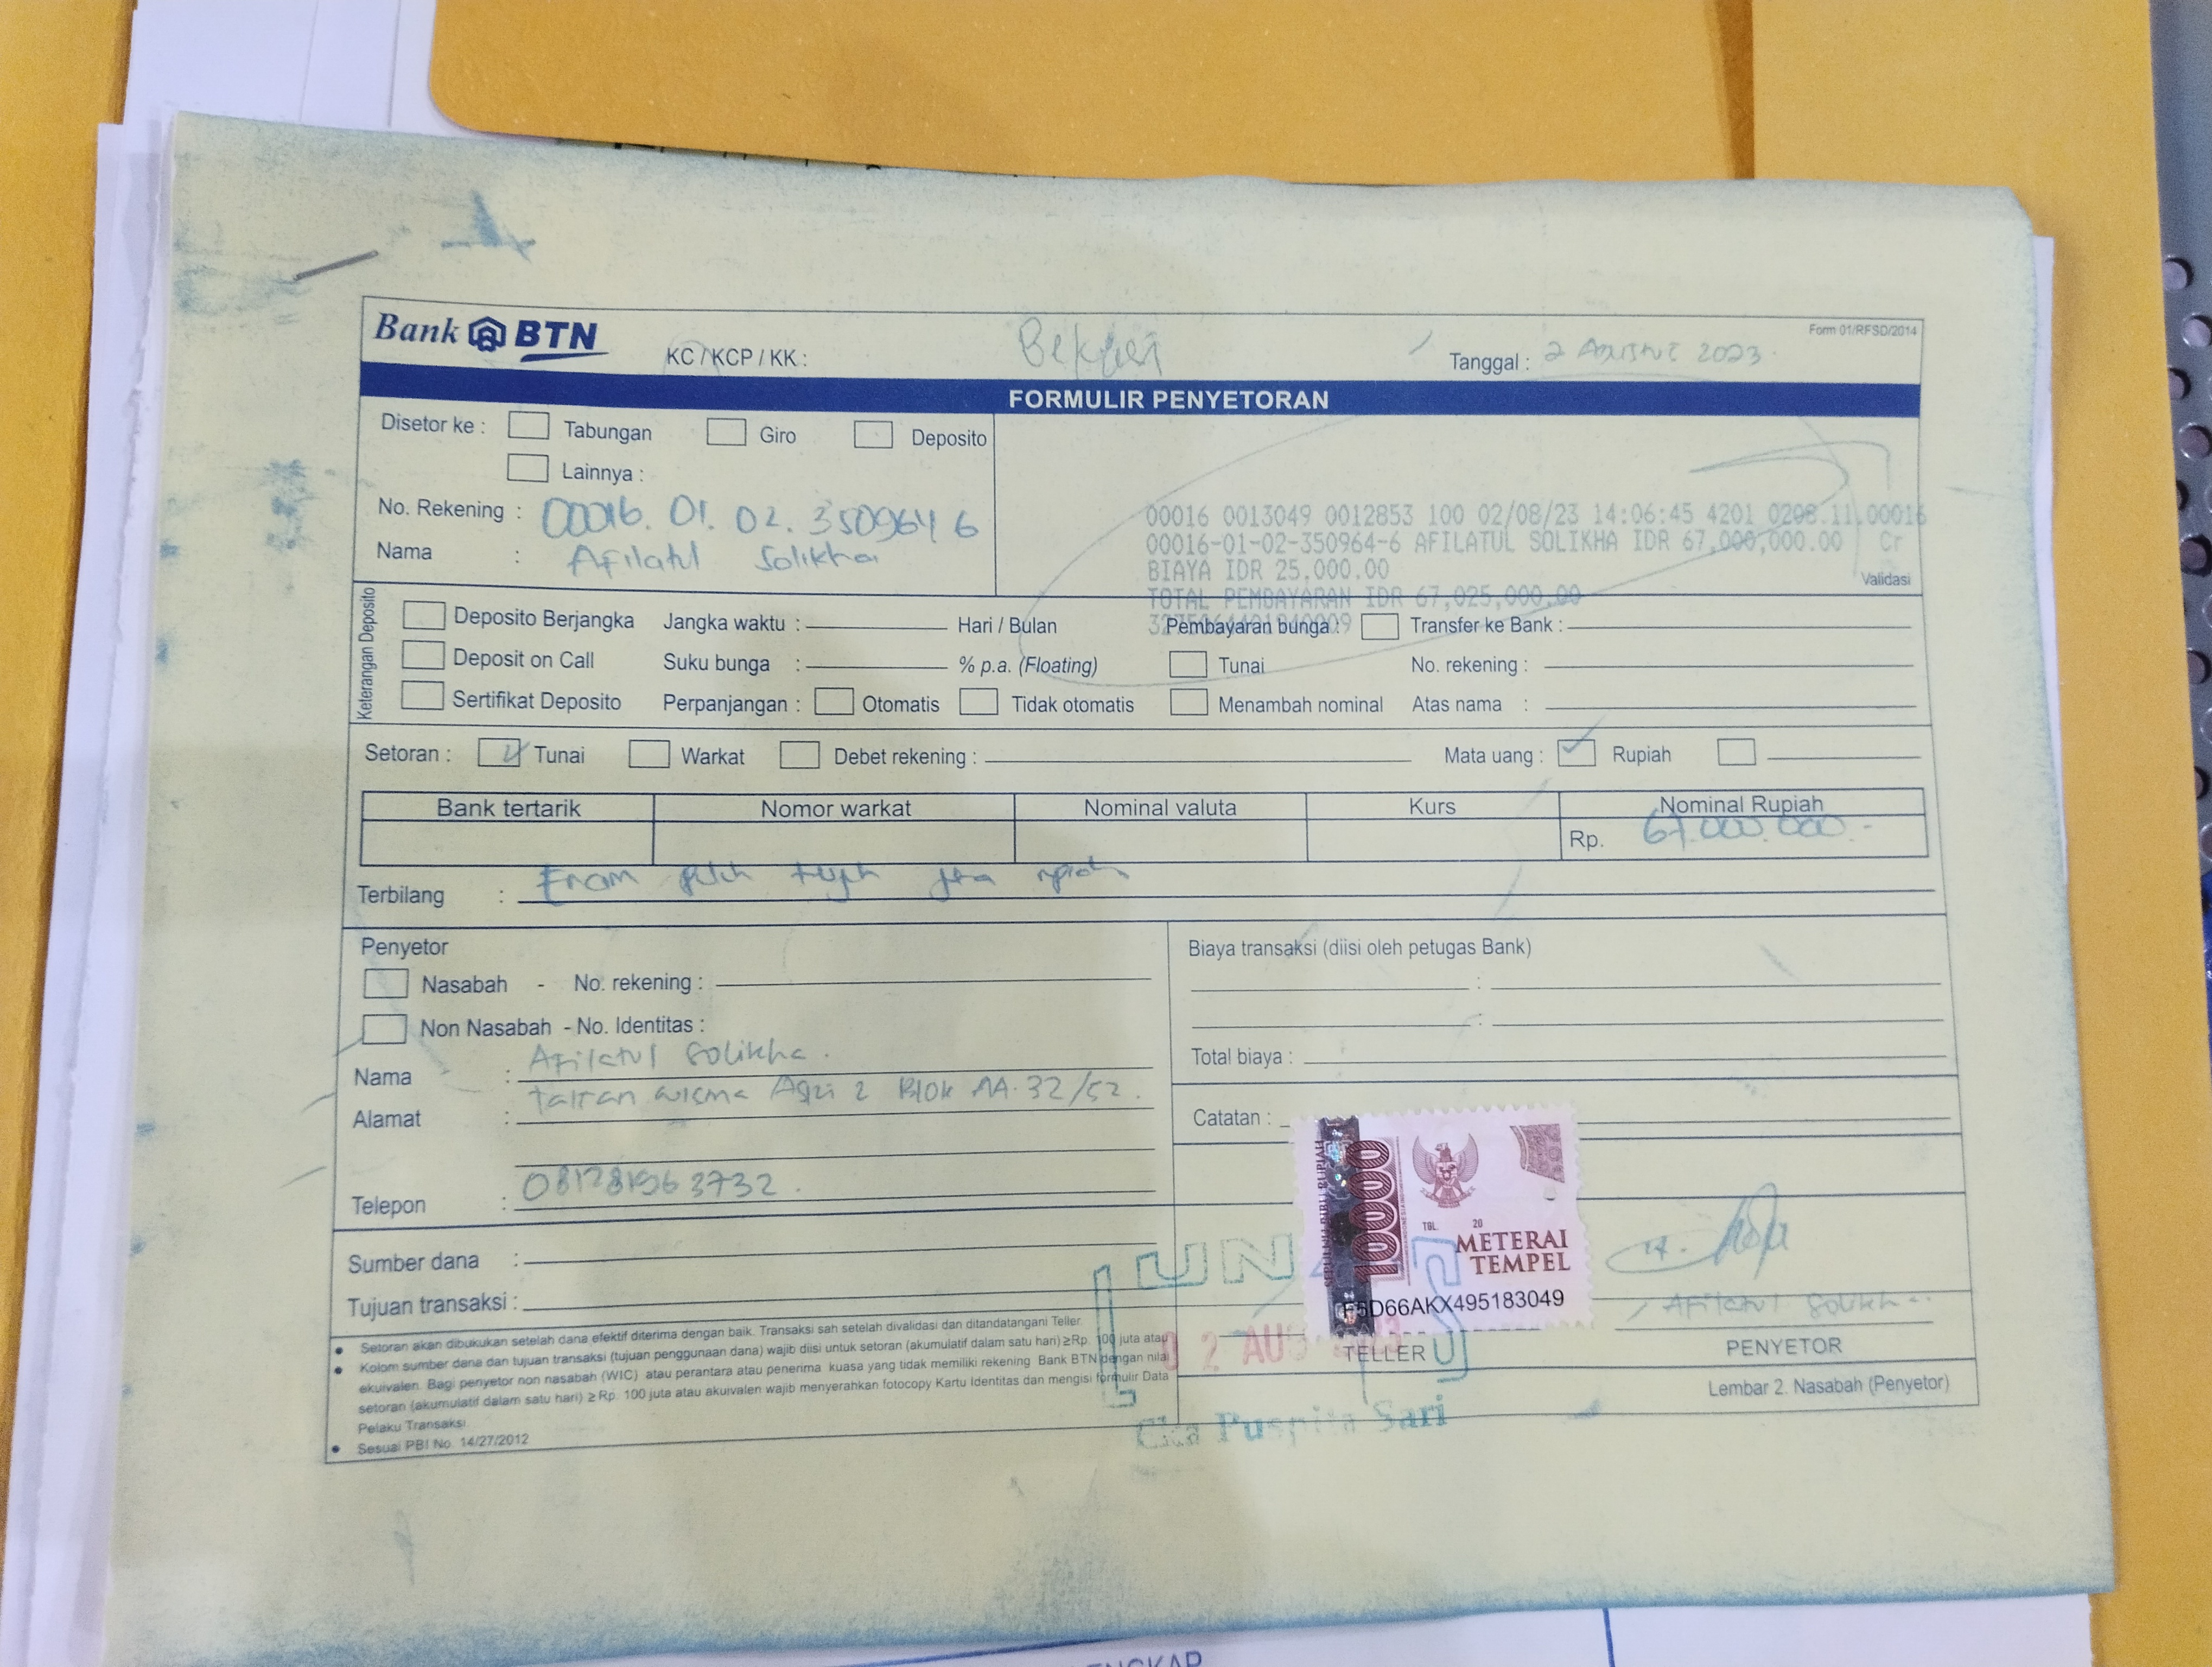 Bank BTN
KC / KCP / KK : Bekasi
Tanggal : 2 Agustus 2023
Form 01/RFSD/2014
FORMULIR PENYETORAN
Disetor ke : Tabungan Giro Deposito
Lainnya :
No. Rekening : 00016. 01. 02. 350964 6
Nama : Afilatul Solikha
00016 0013049 0012853 100 02/08/23 14:06:45 4201 0208.11.00016
00016-01-02-350964-6 AFILATUL SOLIKHA IDR 67,000,000.00 Cr
BIAYA IDR 25.000.00
TOTAL PEMBAYARAN IDR 67,025,000.00
Validasi
Keterangan Deposito
Deposito Berjangka Jangka waktu : Hari / Bulan Pembayaran bunga : Transfer ke Bank :
Deposit on Call Suku bunga : % p.a. (Floating) Tunai No. rekening :
Sertifikat Deposito Perpanjangan : Otomatis Tidak otomatis Menambah nominal Atas nama :
Setoran : Tunai Warkat Debet rekening : Mata uang : Rupiah
Bank tertarik Nomor warkat Nominal valuta Kurs Nominal Rupiah
Rp. 67.000.000.-
Terbilang : Enam puluh tujuh juta rupiah
Penyetor
Nasabah - No. rekening :
Non Nasabah - No. Identitas :
Nama : Afilatul Solikha.
Alamat : wisma Asri 2 Blok AA. 32/52.
Telepon :
Sumber dana :
Tujuan transaksi :
Biaya transaksi (diisi oleh petugas Bank)
Total biaya :
Catatan :
SEPULUH RIBU RUPIAH
10000
TGL. 20
METERAI
TEMPEL
F5D66AKX495183049
LUNAS
02 AUG 2023
TELLER
Cita Puspita Sari
Afilatul Solikha
PENYETOR
Lembar 2. Nasabah (Penyetor)
• Setoran akan dibukukan setelah dana efektif diterima dengan baik. Transaksi sah setelah divalidasi dan ditandatangani Teller.
• Kolom sumber dana dan tujuan transaksi (tujuan penggunaan dana) wajib diisi untuk setoran (akumulatif dalam satu hari) ≥Rp. 100 juta atau
ekuivalen. Bagi penyetor non nasabah (WIC) atau perantara atau penerima kuasa yang tidak memiliki rekening Bank BTN dengan nilai
setoran (akumulatif dalam satu hari) ≥ Rp. 100 juta atau akuivalen wajib menyerahkan fotocopy Kartu Identitas dan mengisi formulir Data
Pelaku Transaksi.
• Sesuai PBI No. 14/27/2012